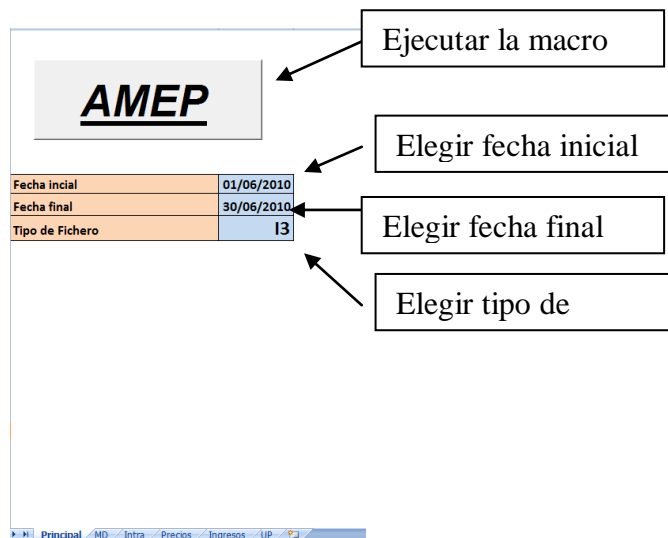 Ejecutar la macro
AMEP
Elegir fecha inicial
Fecha incial 01/06/2010
Fecha final 30/06/2010
Tipo de Fichero I3
Elegir fecha final
Elegir tipo de
Principal MD Intra Precios Ingresos UP